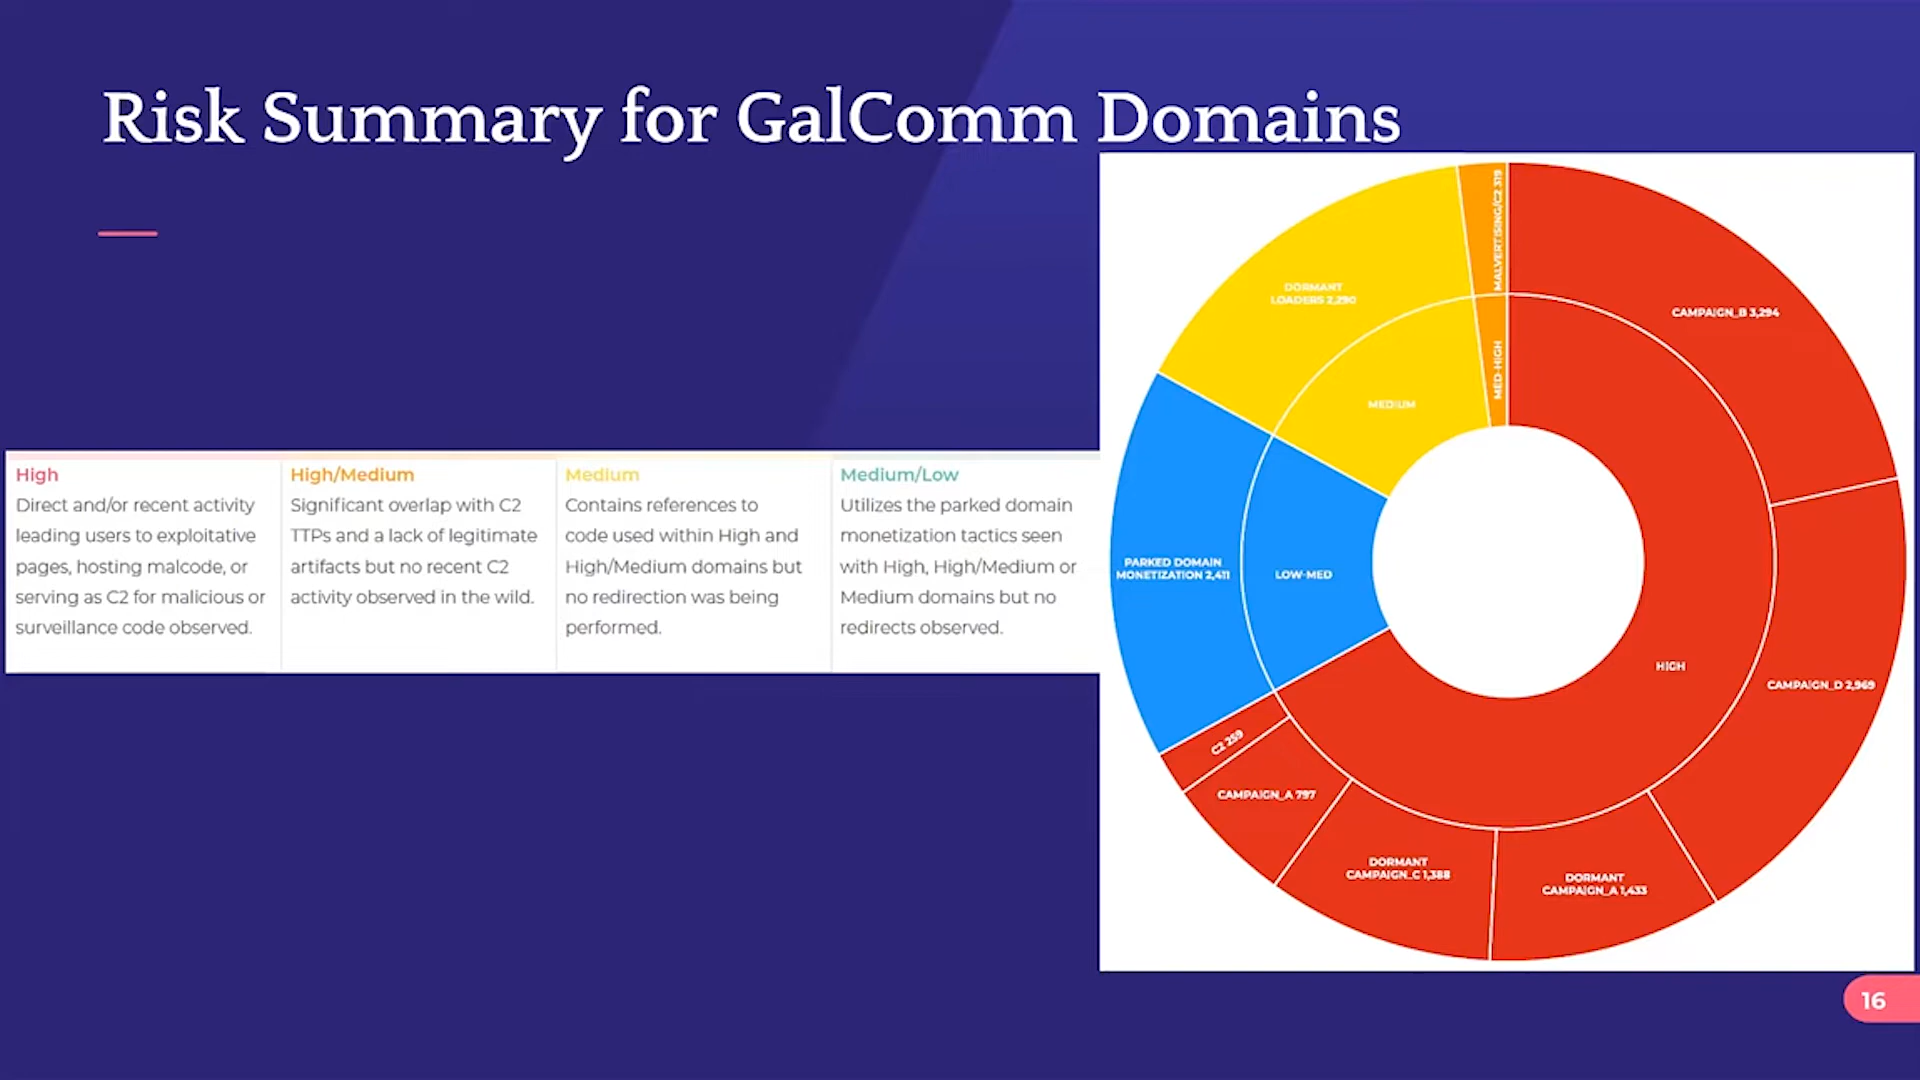 Risk Summary for GalComm Domains
High
Direct and/or recent activity
leading users to exploitative
pages, hosting malcode, or
serving as C2 for malicious or
surveillance code observed.
High/Medium
Significant overlap with C2
TTPs and a lack of legitimate
artifacts but no recent C2
activity observed in the wild.
Medium
Contains references to
code used within High and
High/Medium domains but
no redirection was being
performed.
Medium/Low
Utilizes the parked domain
monetization tactics seen
with High, High/Medium or
Medium domains but no
redirects observed.
MALVERTISING/C2 319
MED-HIGH
DORMANT
LOADERS 2,290
MEDIUM
CAMPAIGN_B 3,294
PARKED DOMAIN
MONETIZATION 2,411
LOW-MED
HIGH
CAMPAIGN_D 2,969
C2 259
CAMPAIGN_A 797
DORMANT
CAMPAIGN_C 1,388
DORMANT
CAMPAIGN_A 1,433
16